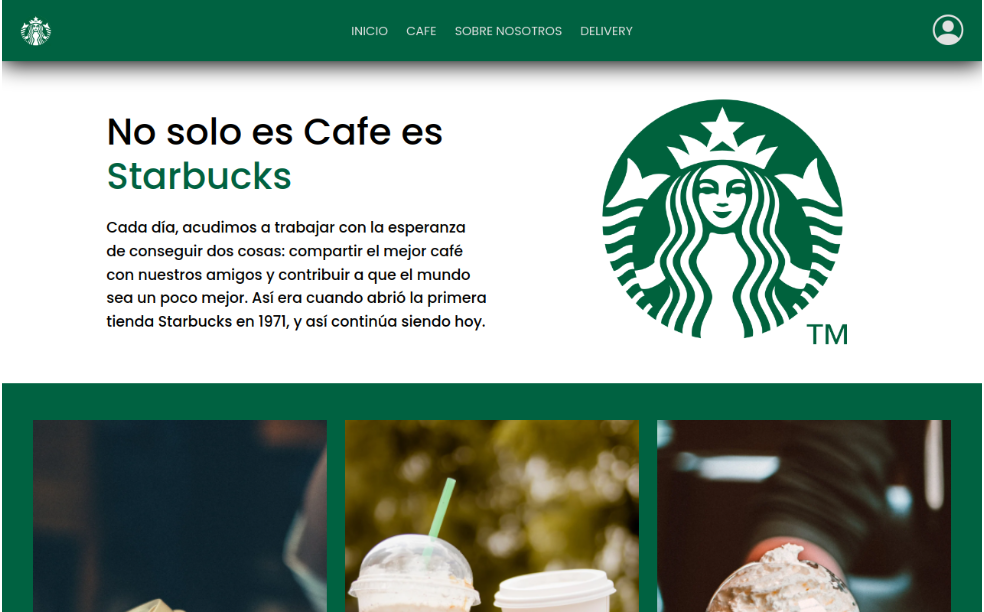 INICIO CAFE SOBRE NOSOTROS DELIVERY
No solo es Cafe es
Starbucks
Cada día, acudimos a trabajar con la esperanza
de conseguir dos cosas: compartir el mejor café
con nuestros amigos y contribuir a que el mundo
sea un poco mejor. Así era cuando abrió la primera
tienda Starbucks en 1971, y así continúa siendo hoy.
TM